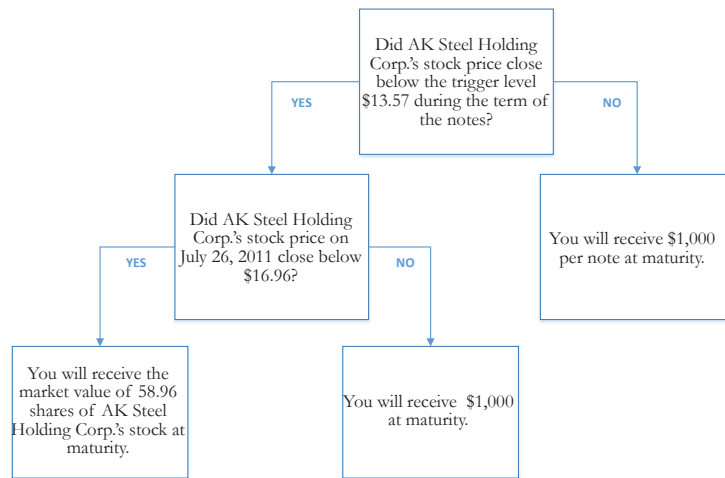 Did AK Steel Holding
Corp.'s stock price close
below the trigger level
$13.57 during the term of
the notes?
YES
NO
Did AK Steel Holding
Corp.'s stock price on
July 26, 2011 close below
$16.96?
You will receive $1,000
per note at maturity.
YES
NO
You will receive the
market value of 58.96
shares of AK Steel
Holding Corp.'s stock at
maturity.
You will receive $1,000
at maturity.